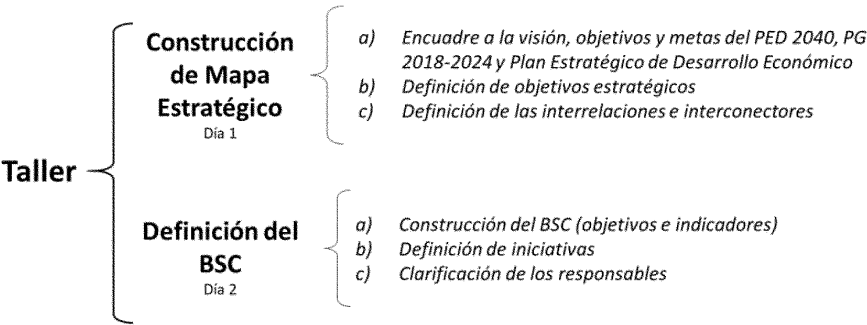 Taller
Construcción
de Mapa
Estratégico
Día 1
a) Encuadre a la visión, objetivos y metas del PED 2040, PG
2018-2024 y Plan Estratégico de Desarrollo Económico
b) Definición de objetivos estratégicos
c) Definición de las interrelaciones e interconectores
Definición del
BSC
Día 2
a) Construcción del BSC (objetivos e indicadores)
b) Definición de iniciativas
c) Clarificación de los responsables